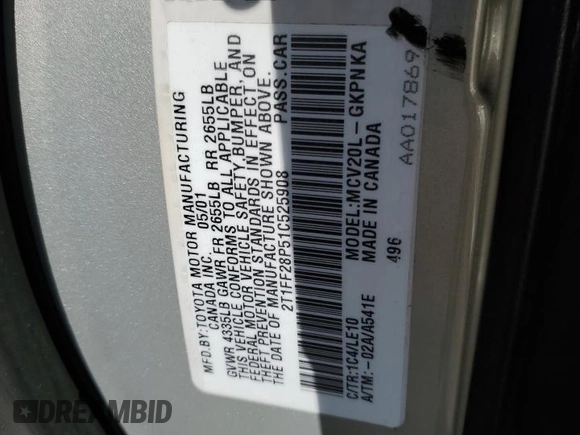 MFD.BY:TOYOTA MOTOR MANUFACTURING
CANADA INC. 05/01
GVWR 4335LB GAWR FR 2655LB RR 2655LB
THIS VEHICLE CONFORMS TO ALL APPLICABLE
FEDERAL MOTOR VEHICLE SAFETY, BUMPER, AND
THEFT PREVENTION STANDARDS IN EFFECT ON
THE DATE OF MANUFACTURE SHOWN ABOVE.
2T1FF28P51C525908 PASS.CAR
C/TR:1C4/LE10 MODEL:MCV20L-GKPNKA
A/TM:-02A/A541E MADE IN CANADA
496
AA017869
DREAMBID